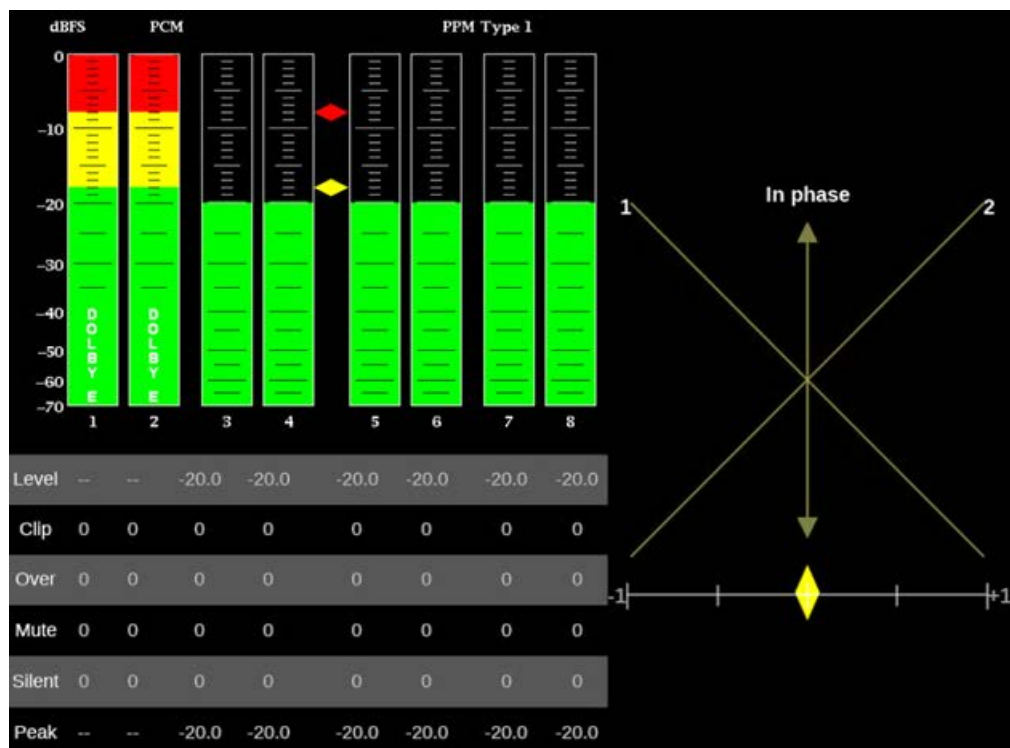 dBFS PCM PPM Type 1
0
−10
−20
−30
−40
−50
−60
−70
DOLBY E
DOLBY E
1 2 3 4 5 6 7 8
Level -- -- -20.0 -20.0 -20.0 -20.0 -20.0 -20.0
Clip 0 0 0 0 0 0 0 0
Over 0 0 0 0 0 0 0 0
Mute 0 0 0 0 0 0 0 0
Silent 0 0 0 0 0 0 0 0
Peak -- -- -20.0 -20.0 -20.0 -20.0 -20.0 -20.0
In phase
1 2
-1 +1